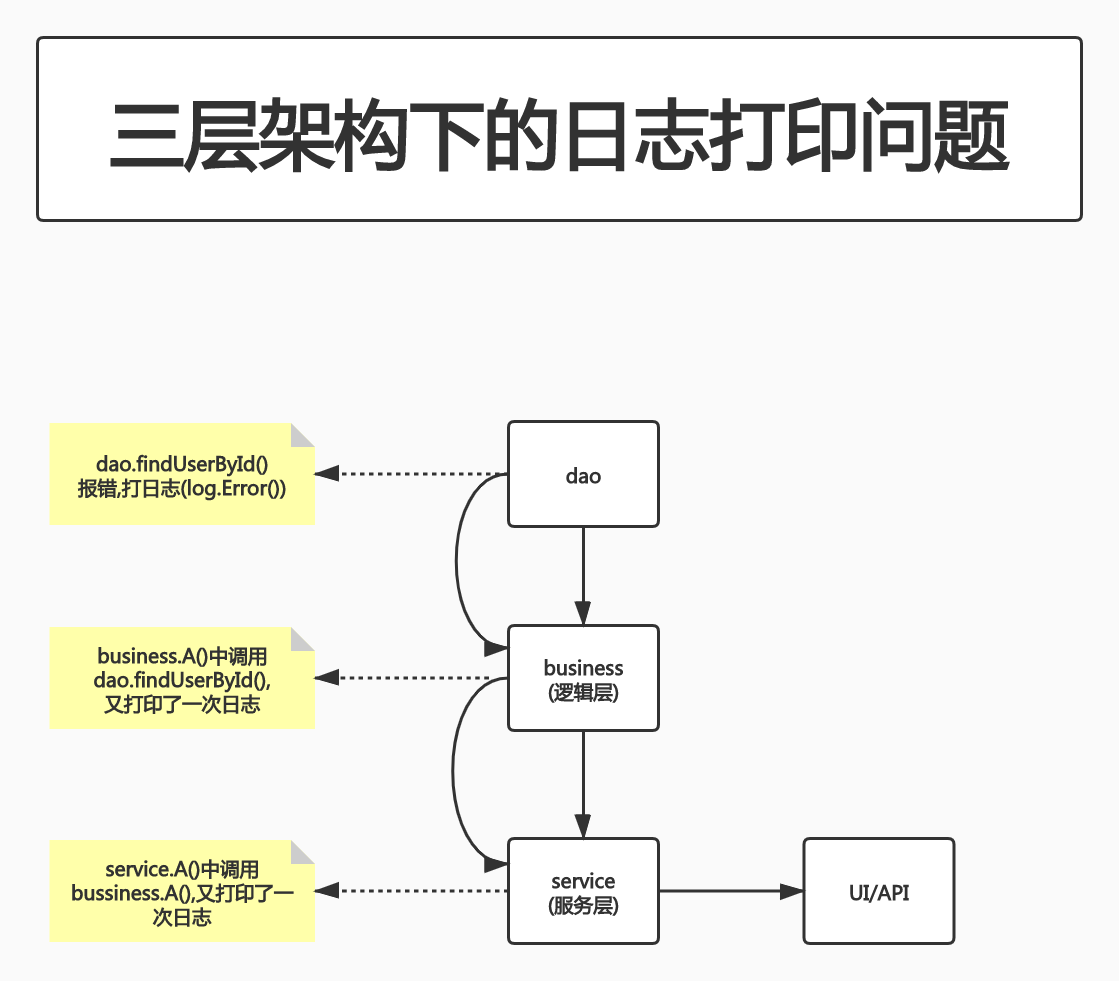 三层架构下的日志打印问题
dao.findUserById()
报错,打日志(log.Error())
dao
business.A()中调用
dao.findUserById(),
又打印了一次日志
business
(逻辑层)
service.A()中调用
bussiness.A(),又打印了一
次日志
service
(服务层)
UI/API